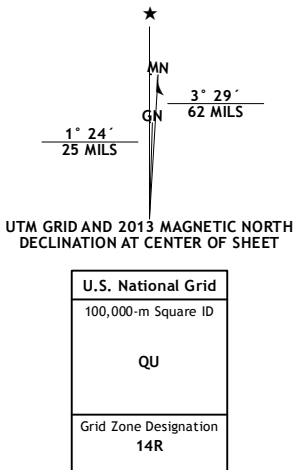 ★
MN
3° 29´
62 MILS
GN
1° 24´
25 MILS
UTM GRID AND 2013 MAGNETIC NORTH
DECLINATION AT CENTER OF SHEET
U.S. National Grid
100,000-m Square ID
QU
Grid Zone Designation
14R